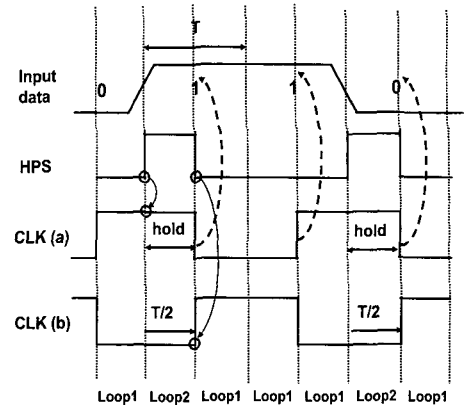 T
Input
data
0 1 1 0
HPS
hold hold
CLK (a)
T/2 T/2
CLK (b)
Loop1 Loop2 Loop1 Loop1 Loop1 Loop2 Loop1